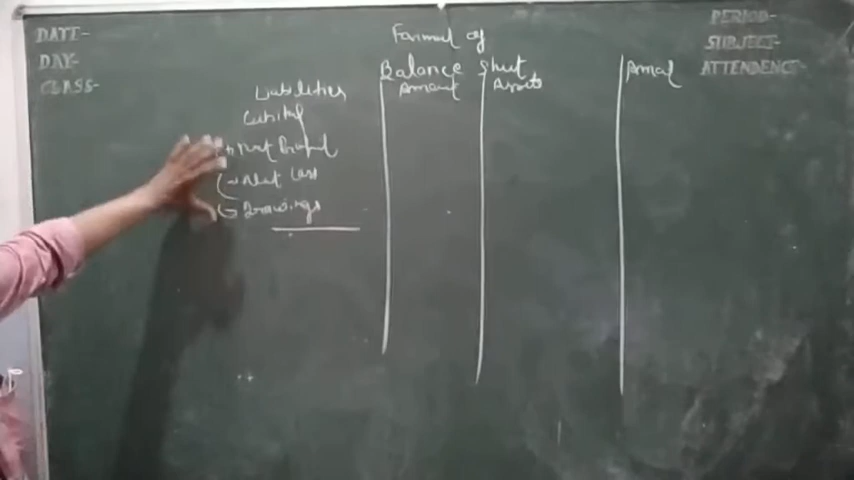 DATE-
DAY-
CLASS-
PERIOD-
SUBJECT-
ATTENDENCE-
Format of
Balance Sheet
Liabilities
Amount
Assets
Capital
Net Profit
(-) Net Loss
(-) Drawings